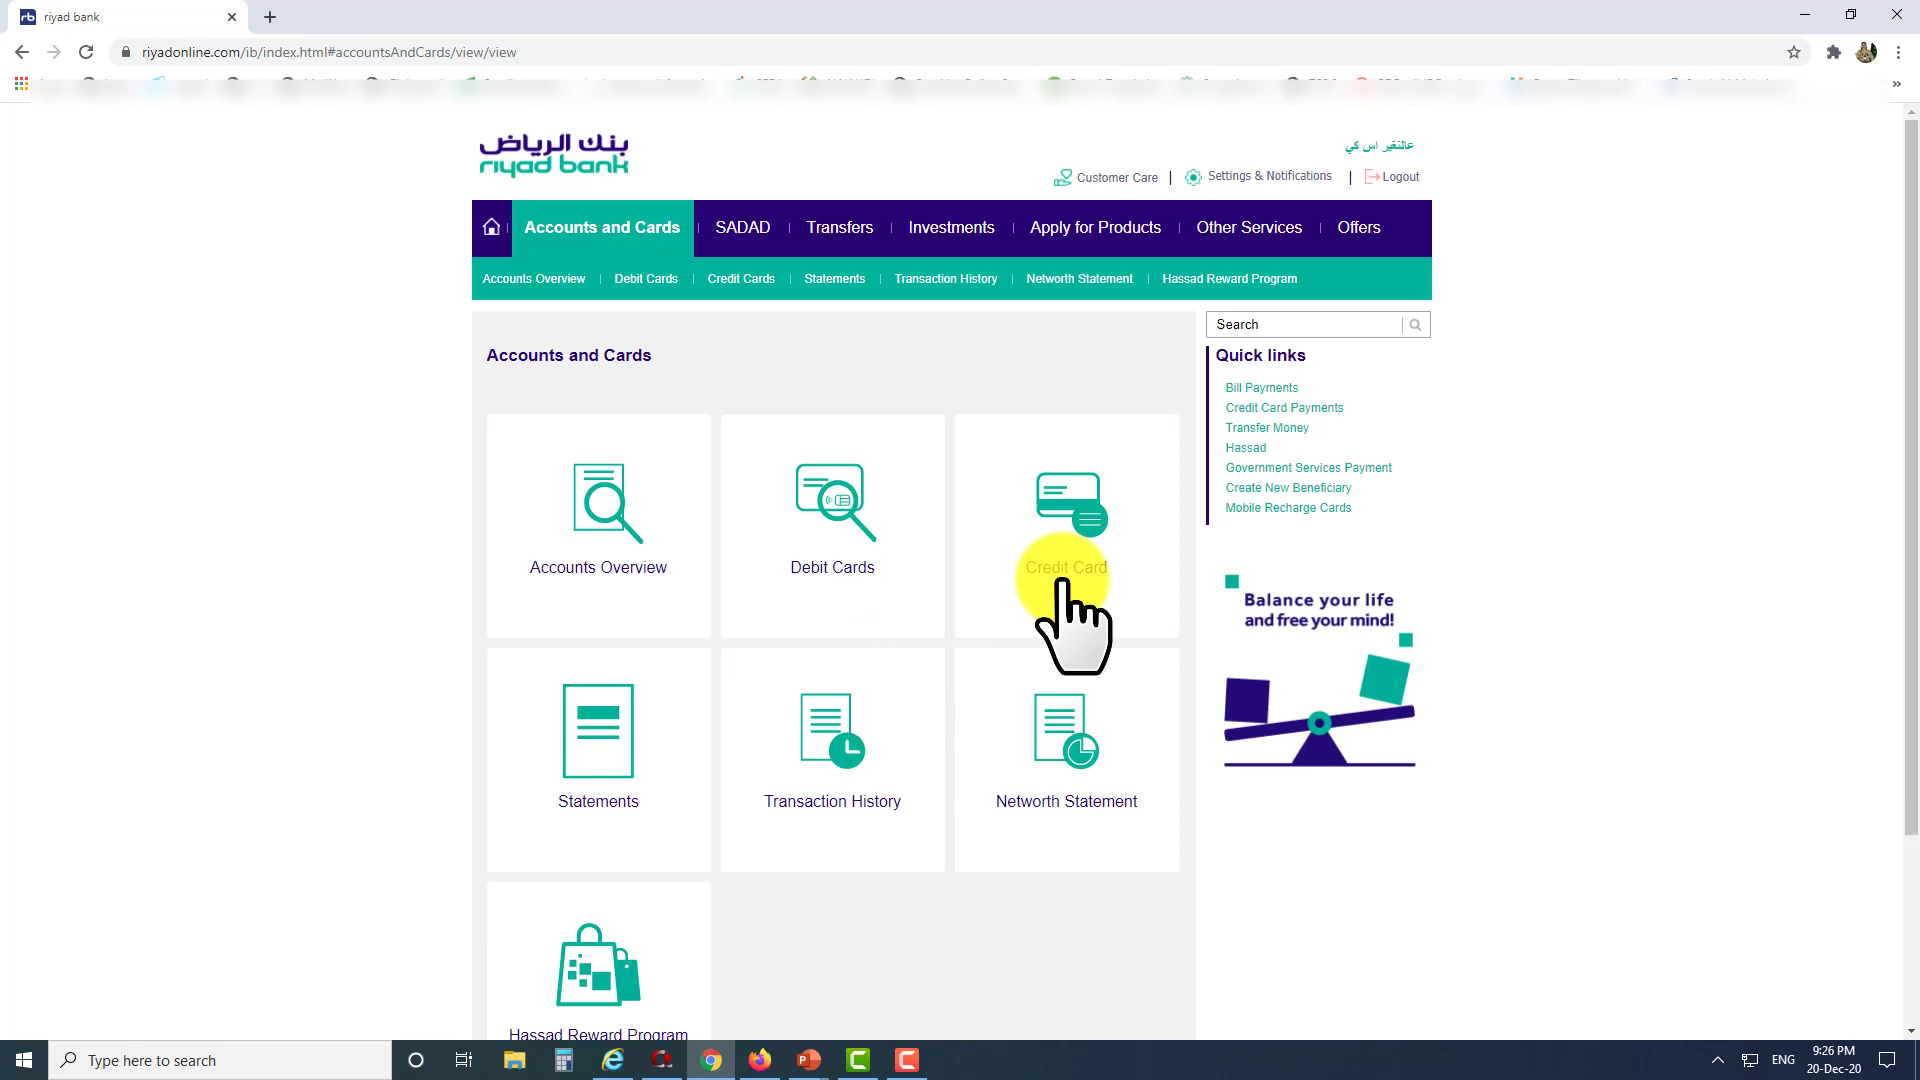 riyad bank
riyadonline.com/ib/index.html#accountsAndCards/view/view
بنك الرياض
riyad bank
عالنغير اس كي
Customer Care | Settings & Notifications | Logout
Accounts and Cards | SADAD | Transfers | Investments | Apply for Products | Other Services | Offers
Accounts Overview | Debit Cards | Credit Cards | Statements | Transaction History | Networth Statement | Hassad Reward Program
Search
Accounts and Cards
Quick links
Bill Payments
Credit Card Payments
Transfer Money
Hassad
Government Services Payment
Create New Beneficiary
Mobile Recharge Cards
Accounts Overview
Debit Cards
Credit Card
Balance your life
and free your mind!
Statements
Transaction History
Networth Statement
Hassad Reward Program
Type here to search
ENG
9:26 PM
20-Dec-20